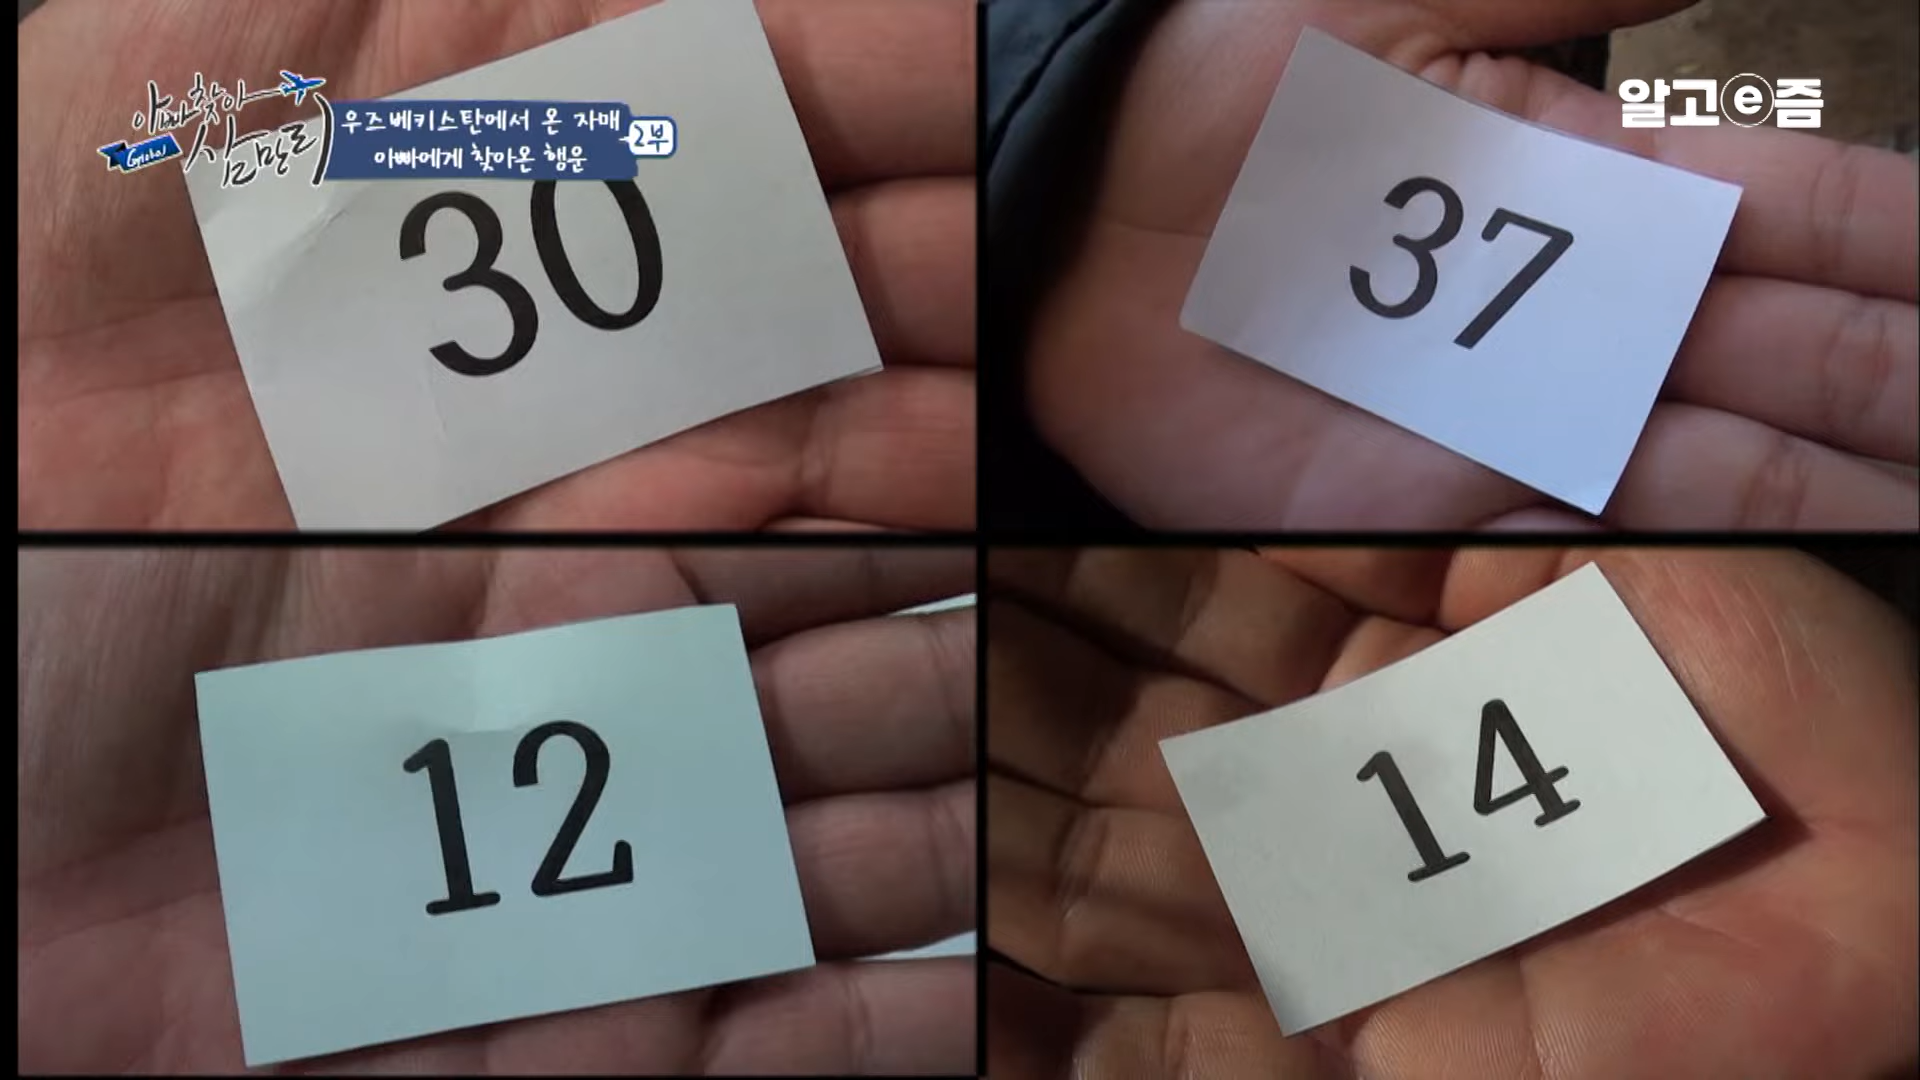 아빠찾아
삼만리
Global
우즈베키스탄에서 온 자매
아빠에게 찾아온 행운
2부
알고e즘
30
37
12
14